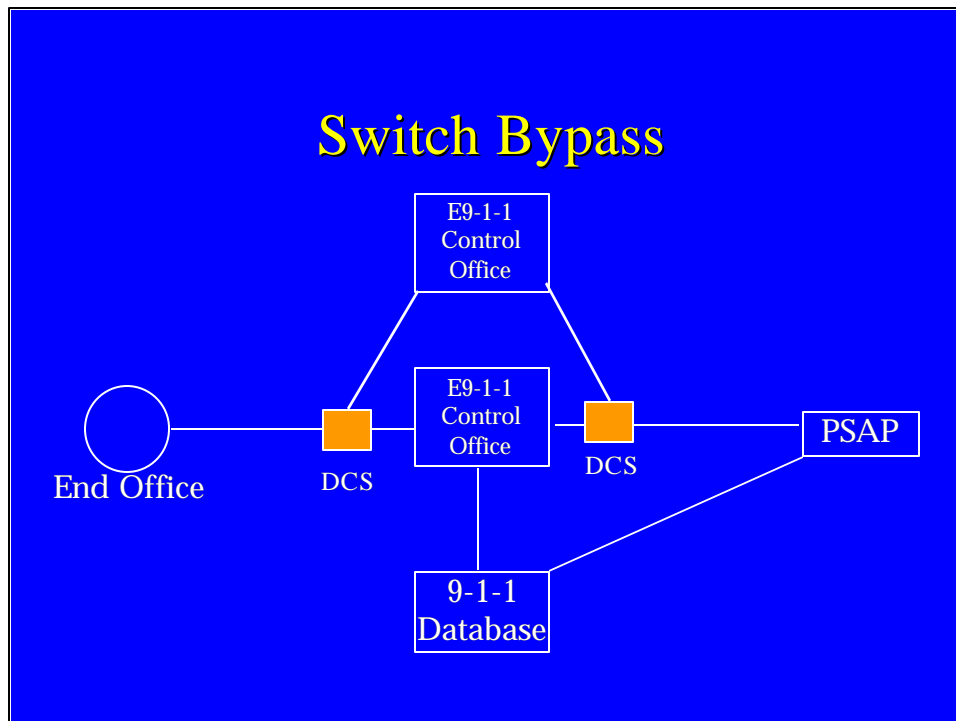 Switch Bypass
E9-1-1
Control
Office
E9-1-1
Control
Office
End Office
DCS
DCS
PSAP
9-1-1
Database